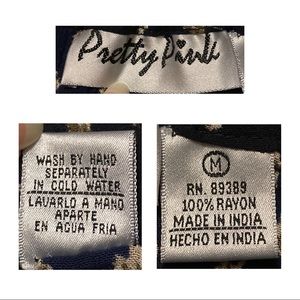 Pretty Pink
WASH BY HAND
SEPARATELY
IN COLD WATER
LAVARLO A MANO
APARTE
EN AGUA FRIA
M
RN. 89389
100% RAYON
MADE IN INDIA
HECHO EN INDIA